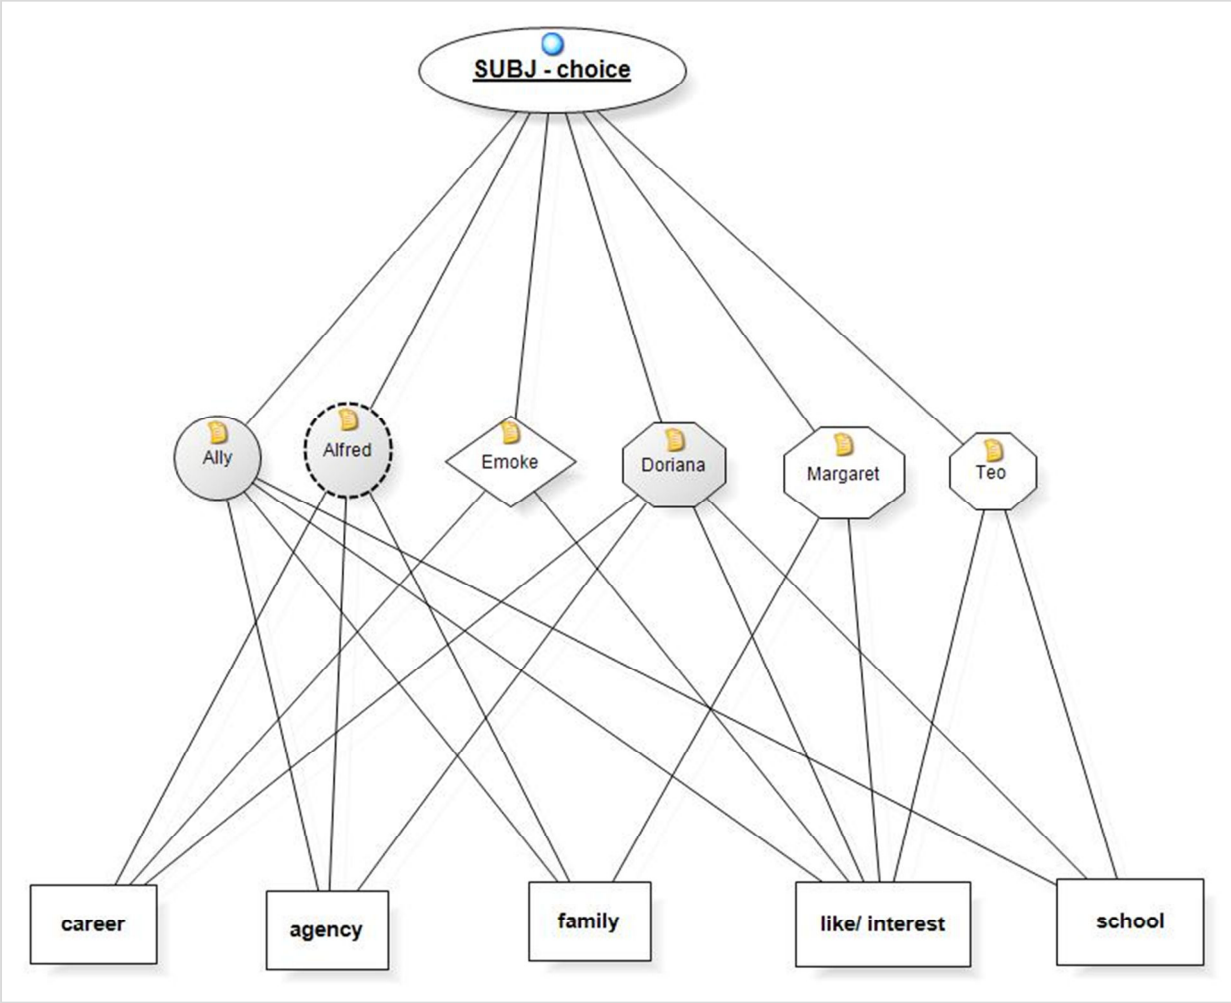 SUBJ - choice
Ally
Alfred
Emoke
Doriana
Margaret
Teo
career
agency
family
like/ interest
school